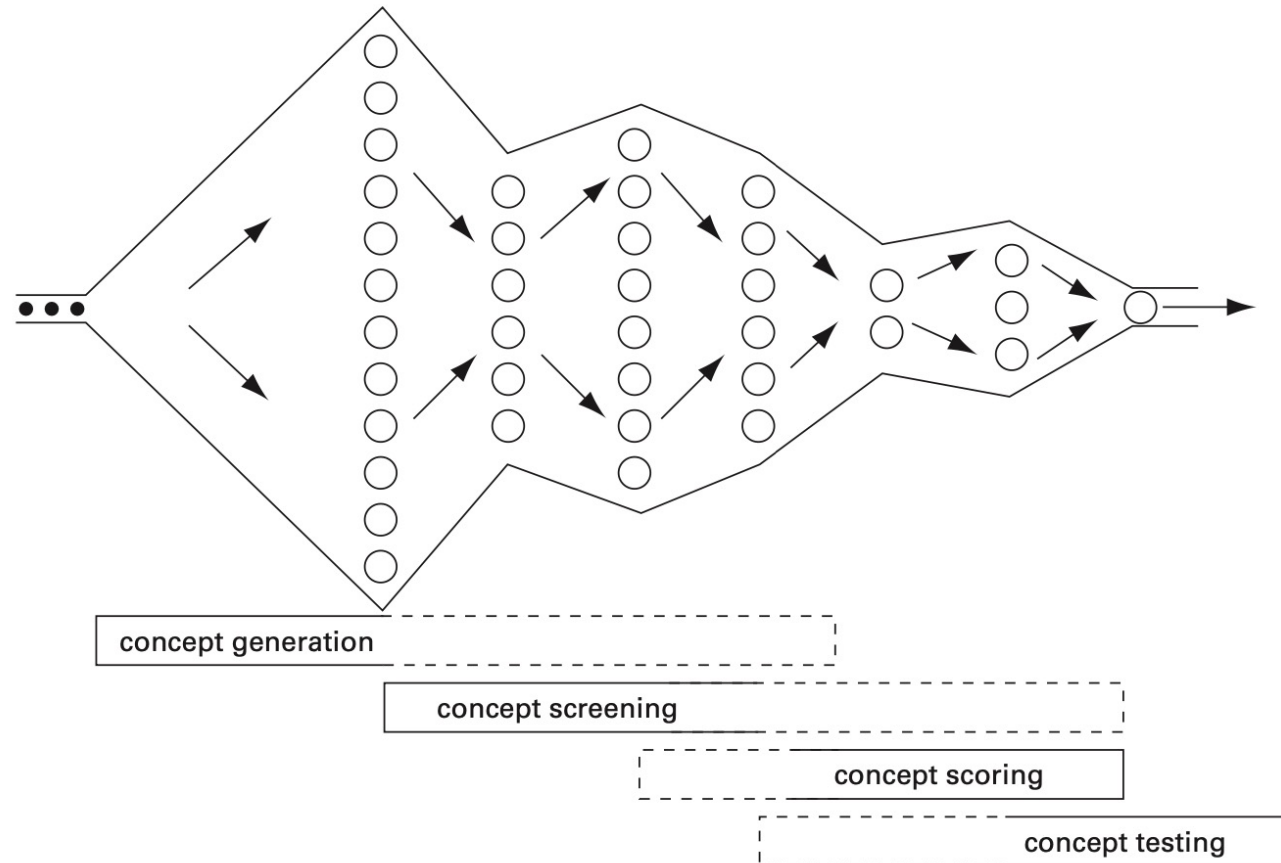 concept generation
concept screening
concept scoring
concept testing